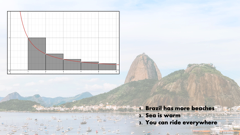 1. Brazil has more beaches
2. Sea is warm
3. You can ride everywhere